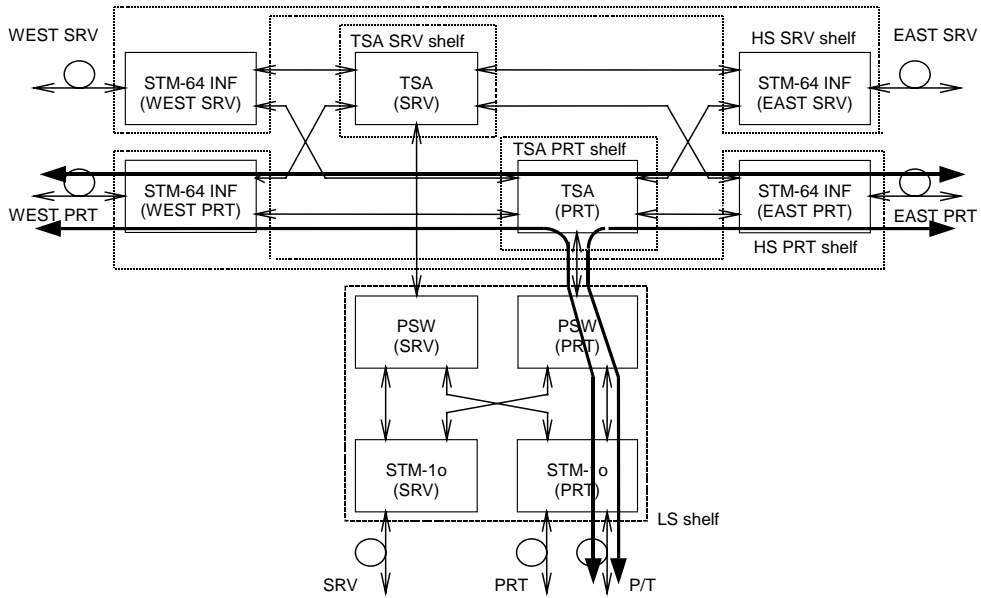 WEST SRV
TSA SRV shelf
HS SRV shelf
EAST SRV
STM-64 INF
(WEST SRV)
TSA
(SRV)
STM-64 INF
(EAST SRV)
TSA PRT shelf
STM-64 INF
(WEST PRT)
TSA
(PRT)
STM-64 INF
(EAST PRT)
WEST PRT
EAST PRT
HS PRT shelf
PSW
(SRV)
PSW
(PRT)
STM-1o
(SRV)
STM-1o
(PRT)
LS shelf
SRV
PRT
P/T